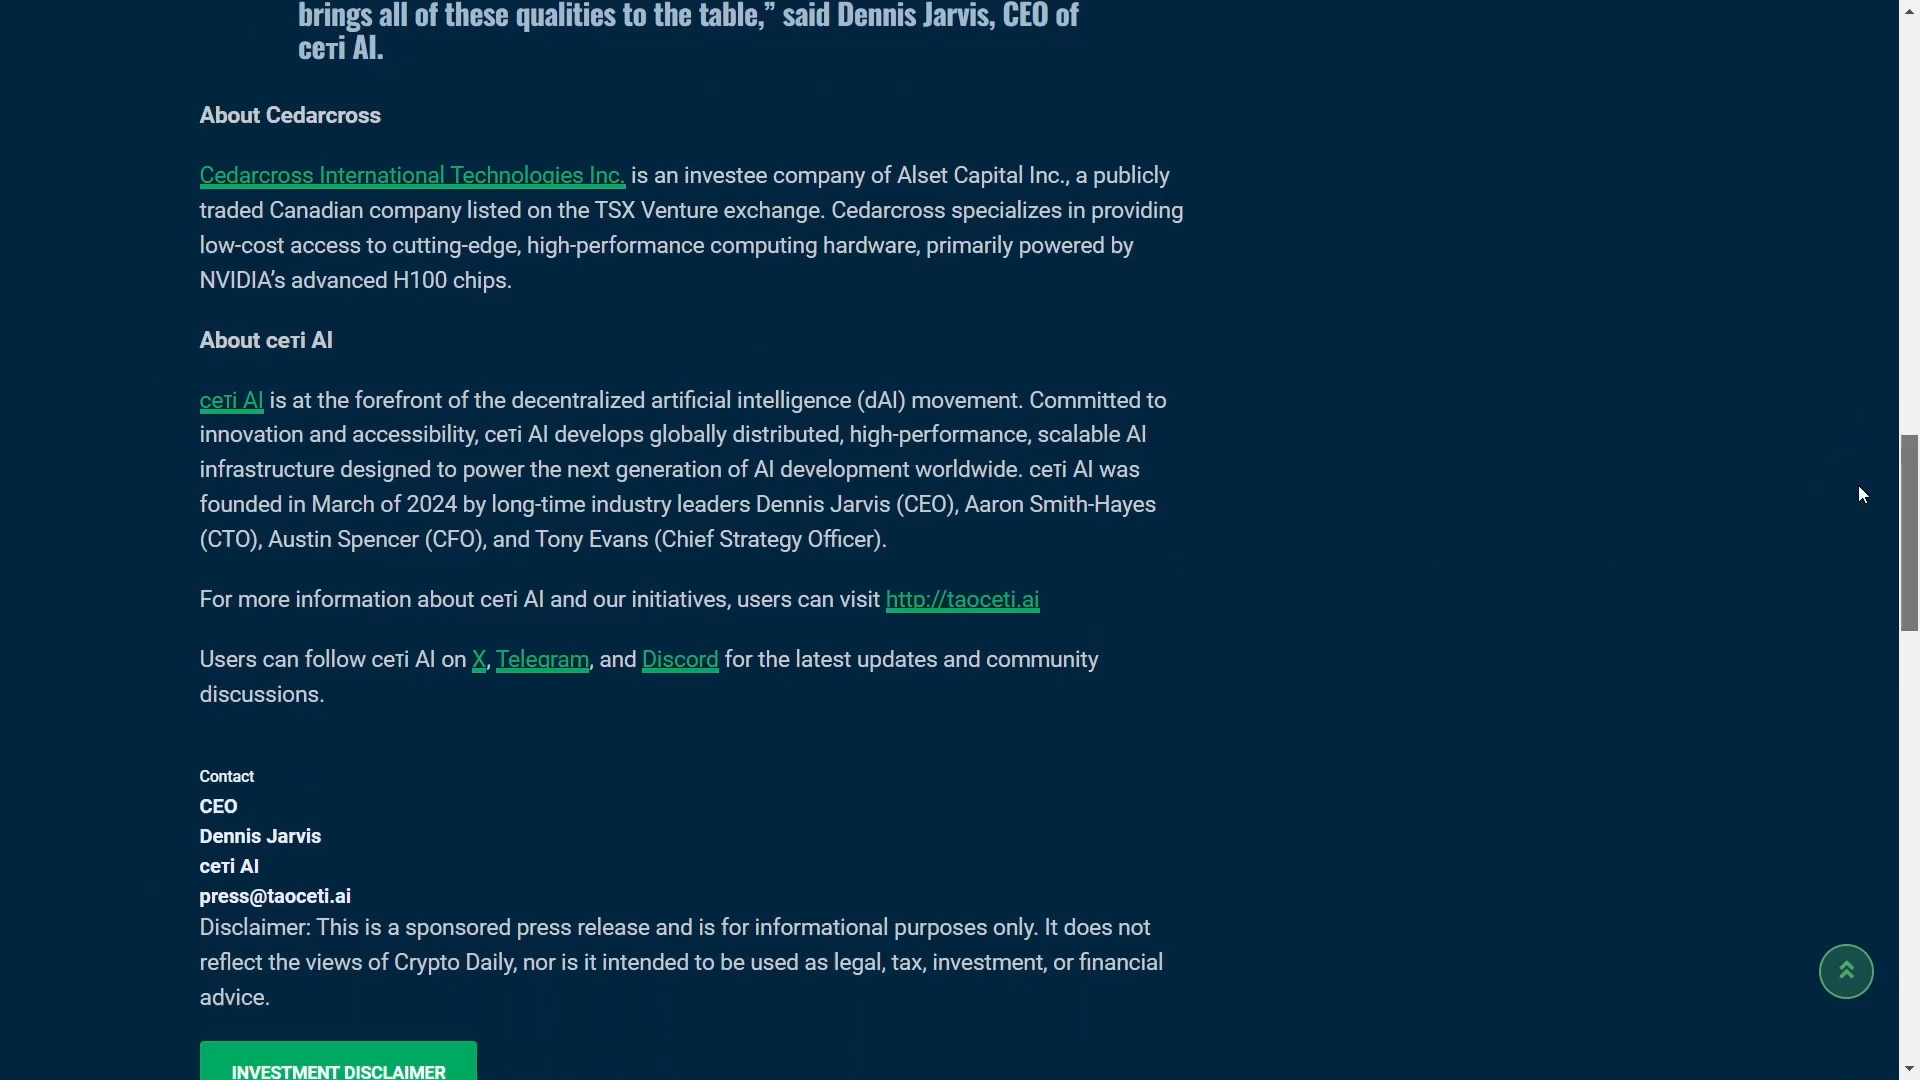 brings all of these qualities to the table,” said Dennis Jarvis, CEO of
ceτi AI.
About Cedarcross
Cedarcross International Technologies Inc. is an investee company of Alset Capital Inc., a publicly
traded Canadian company listed on the TSX Venture exchange. Cedarcross specializes in providing
low-cost access to cutting-edge, high-performance computing hardware, primarily powered by
NVIDIA’s advanced H100 chips.
About ceτi AI
ceτi AI is at the forefront of the decentralized artificial intelligence (dAI) movement. Committed to
innovation and accessibility, ceτi AI develops globally distributed, high-performance, scalable AI
infrastructure designed to power the next generation of AI development worldwide. ceτi AI was
founded in March of 2024 by long-time industry leaders Dennis Jarvis (CEO), Aaron Smith-Hayes
(CTO), Austin Spencer (CFO), and Tony Evans (Chief Strategy Officer).
For more information about ceτi AI and our initiatives, users can visit http://taoceti.ai
Users can follow ceτi AI on X, Telegram, and Discord for the latest updates and community
discussions.
Contact
CEO
Dennis Jarvis
ceτi AI
press@taoceti.ai
Disclaimer: This is a sponsored press release and is for informational purposes only. It does not
reflect the views of Crypto Daily, nor is it intended to be used as legal, tax, investment, or financial
advice.
INVESTMENT DISCLAIMER